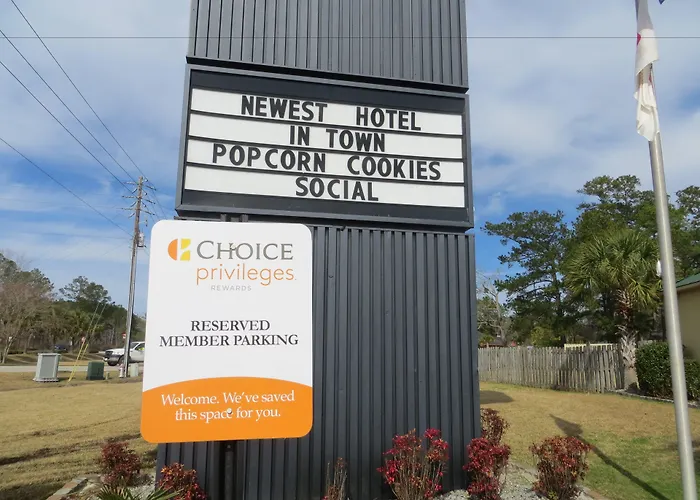 NEWEST HOTEL
IN TOWN
POPCORN COOKIES
SOCIAL
CHOICE
privileges.
REWARDS
RESERVED
MEMBER PARKING
Welcome. We've saved
this space for you.